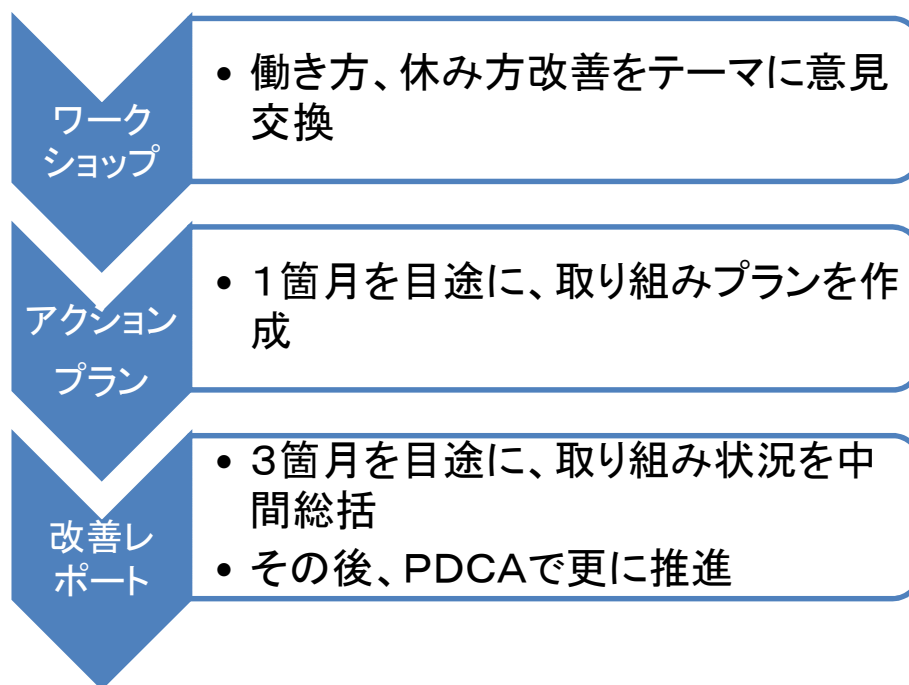 ワーク
ショップ
• 働き方、休み方改善をテーマに意見
交換
アクション
プラン
• １箇月を目途に、取り組みプランを作
成
改善レ
ポート
• ３箇月を目途に、取り組み状況を中
間総括
• その後、PDCAで更に推進